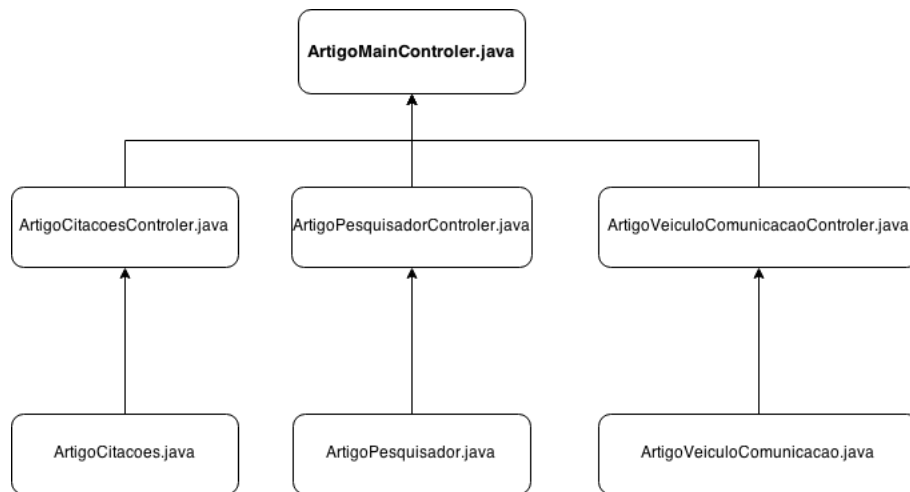 ArtigoMainControler.java
ArtigoCitacoesControler.java
ArtigoPesquisadorControler.java
ArtigoVeiculoComunicacaoControler.java
ArtigoCitacoes.java
ArtigoPesquisador.java
ArtigoVeiculoComunicacao.java